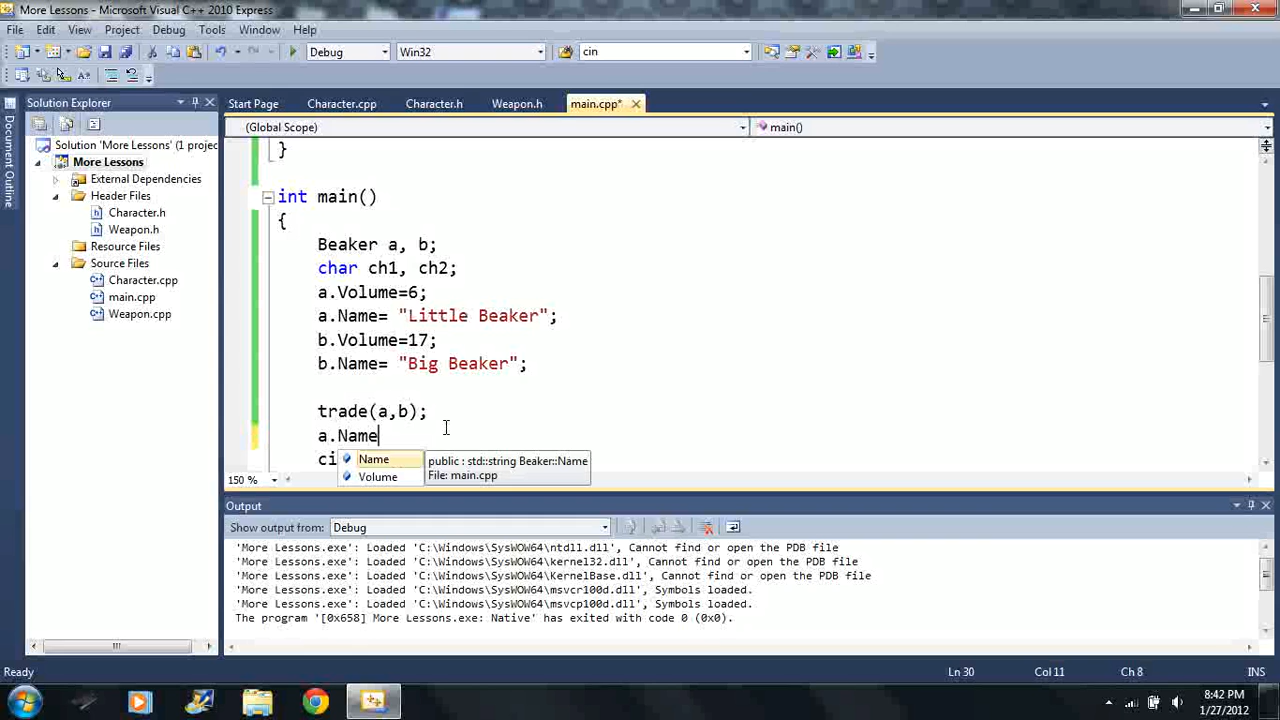 More Lessons - Microsoft Visual C++ 2010 Express
File Edit View Project Debug Tools Window Help
Debug Win32 cin
Solution Explorer
Start Page Character.cpp Character.h Weapon.h main.cpp*
(Global Scope) main()
Document Outline
Solution 'More Lessons' (1 projec
More Lessons
External Dependencies
Header Files
Character.h
Weapon.h
Resource Files
Source Files
Character.cpp
main.cpp
Weapon.cpp
}
int main()
{
Beaker a, b;
char ch1, ch2;
a.Volume=6;
a.Name= "Little Beaker";
b.Volume=17;
b.Name= "Big Beaker";
trade(a,b);
a.Name
ci
Name
Volume
public : std::string Beaker::Name
File: main.cpp
150 %
Output
Show output from: Debug
'More Lessons.exe': Loaded 'C:\Windows\SysWOW64\ntdll.dll', Cannot find or open the PDB file
'More Lessons.exe': Loaded 'C:\Windows\SysWOW64\kernel32.dll', Cannot find or open the PDB file
'More Lessons.exe': Loaded 'C:\Windows\SysWOW64\KernelBase.dll', Cannot find or open the PDB file
'More Lessons.exe': Loaded 'C:\Windows\SysWOW64\msvcr100d.dll', Symbols loaded.
'More Lessons.exe': Loaded 'C:\Windows\SysWOW64\msvcp100d.dll', Symbols loaded.
The program '[0x658] More Lessons.exe: Native' has exited with code 0 (0x0).
Ready Ln 30 Col 11 Ch 8 INS
8:42 PM
1/27/2012